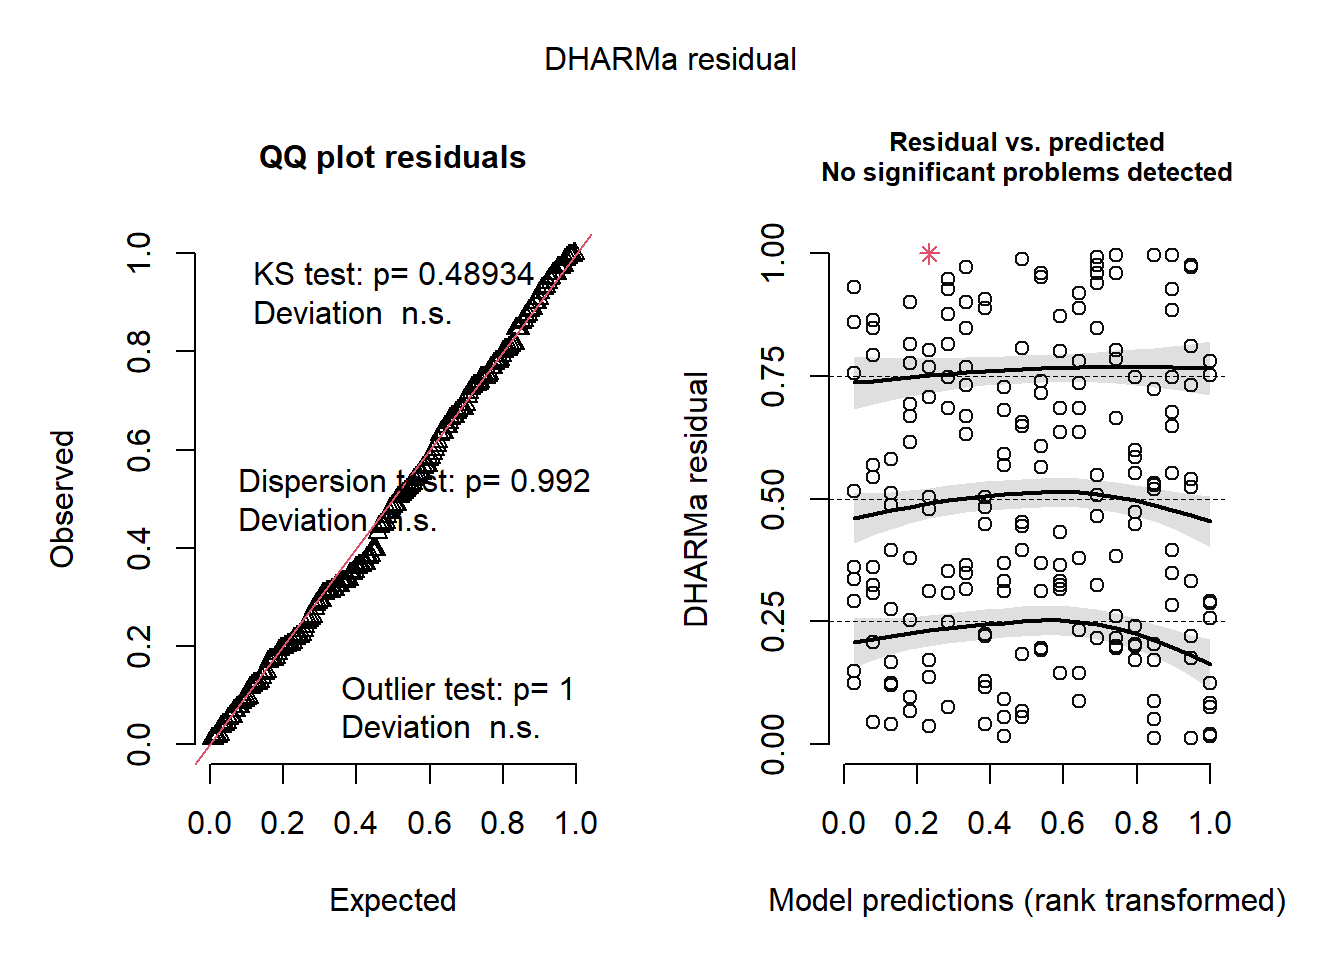 DHARMa residual
QQ plot residuals
KS test: p= 0.48934
Deviation  n.s.
Dispersion test: p= 0.992
Deviation  n.s.
Outlier test: p= 1
Deviation  n.s.
Observed
0.0 0.2 0.4 0.6 0.8 1.0
0.0 0.2 0.4 0.6 0.8 1.0
Expected
Residual vs. predicted
No significant problems detected
DHARMa residual
0.00 0.25 0.50 0.75 1.00
0.0 0.2 0.4 0.6 0.8 1.0
Model predictions (rank transformed)